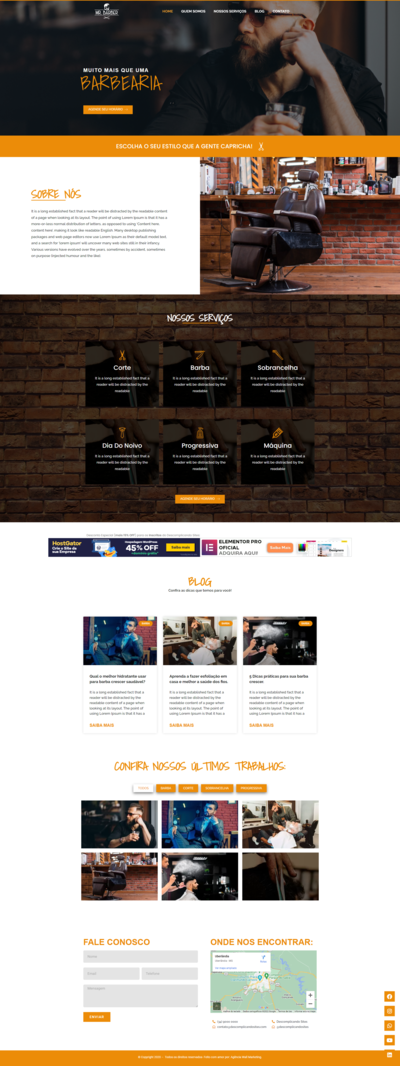 HOME QUEM SOMOS NOSSOS SERVIÇOS BLOG CONTATO
MUITO MAIS QUE UMA
BARBEARIA
ESCOLHA O SEU ESTILO QUE A GENTE CAPRICHA!
SOBRE NÓS
It is a long established fact that a reader will be distracted by the readable content
of a page when looking at its layout. The point of using Lorem Ipsum is that it has a
more-or-less normal distribution of letters, as opposed to using 'Content here,
content here', making it look like readable English. Many desktop publishing
packages and web page editors now use Lorem Ipsum as their default model text,
and a search for 'lorem ipsum' will uncover many web sites still in their infancy.
Various versions have evolved over the years, sometimes by accident, sometimes
on purpose (injected humour and the like)
NOSSOS SERVIÇOS
Corte
It is a long established fact that a
reader will be distracted by the
readable
Barba
It is a long established fact that a
reader will be distracted by the
readable
Sobrancelha
It is a long established fact that a
reader will be distracted by the
readable
Dia Do Noivo
It is a long established fact that a
reader will be distracted by the
readable
Progressiva
It is a long established fact that a
reader will be distracted by the
readable
Máquina
It is a long established fact that a
reader will be distracted by the
readable
HostGator
Crie o Site da
sua Empresa
Hospedagem WordPress
45% OFF
Saiba mais
ELEMENTOR PRO
OFICIAL
ADQUIRA AQUI
BLOG
Confira as dicas que temos para você!
Qual o melhor hidratante usar
para barba crescer saudável?
It is a long established fact that a
reader will be distracted by the
readable content of a page when
looking at its layout. The point of
using Lorem Ipsum is that it has a
SAIBA MAIS
Aprenda a fazer esfoliação em
casa e melhor a saúde dos fios.
It is a long established fact that a
reader will be distracted by the
readable content of a page when
looking at its layout. The point of
using Lorem Ipsum is that it has a
SAIBA MAIS
5 Dicas práticas para sua barba
crescer
It is a long established fact that a
reader will be distracted by the
readable content of a page when
looking at its layout. The point of
using Lorem Ipsum is that it has a
SAIBA MAIS
CONFIRA NOSSOS ÚLTIMOS TRABALHOS:
BARBA
CORTE
SOBRANCELHA
PROGRESSIVA
FALE CONOSCO
Nome
Email
Telefone
Mensagem
ENVIAR
ONDE NOS ENCONTRAR: